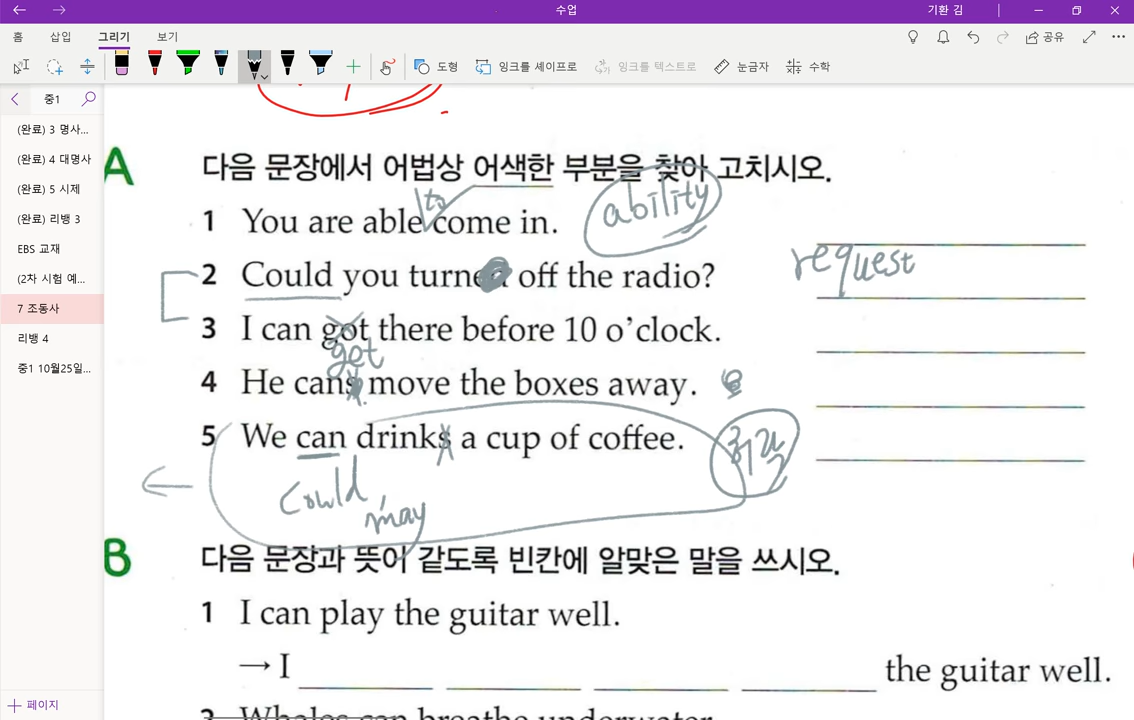 수업
기환 김
홈 삽입 그리기 보기
공유
도형 잉크를 셰이프로 잉크를 텍스트로 눈금자 수학
중1
(완료) 3 명사...
(완료) 4 대명사
(완료) 5 시제
(완료) 리뱅 3
EBS 교재
(2차 시험 예...
7 조동사
리뱅 4
중1 10월25일...
페이지
A 다음 문장에서 어법상 어색한 부분을 찾아 고치시오.
to
ability
1 You are able come in.
request
2 Could you turned off the radio?
3 I can got there before 10 o’clock.
get
4 He cans move the boxes away.
5 We can drinks a cup of coffee.
허락
could, may
B 다음 문장과 뜻이 같도록 빈칸에 알맞은 말을 쓰시오.
1 I can play the guitar well.
→ I ________ ________ ________ ________ the guitar well.
2 Whales can breathe underwater.